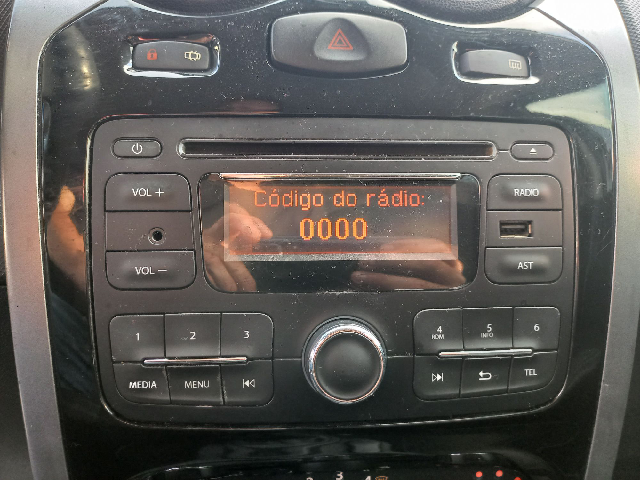 Código do rádio:
0000
VOL +
RADIO
VOL −
AST
1
2
3
4
RDM
5
INFO
6
MEDIA
MENU
TEL
3